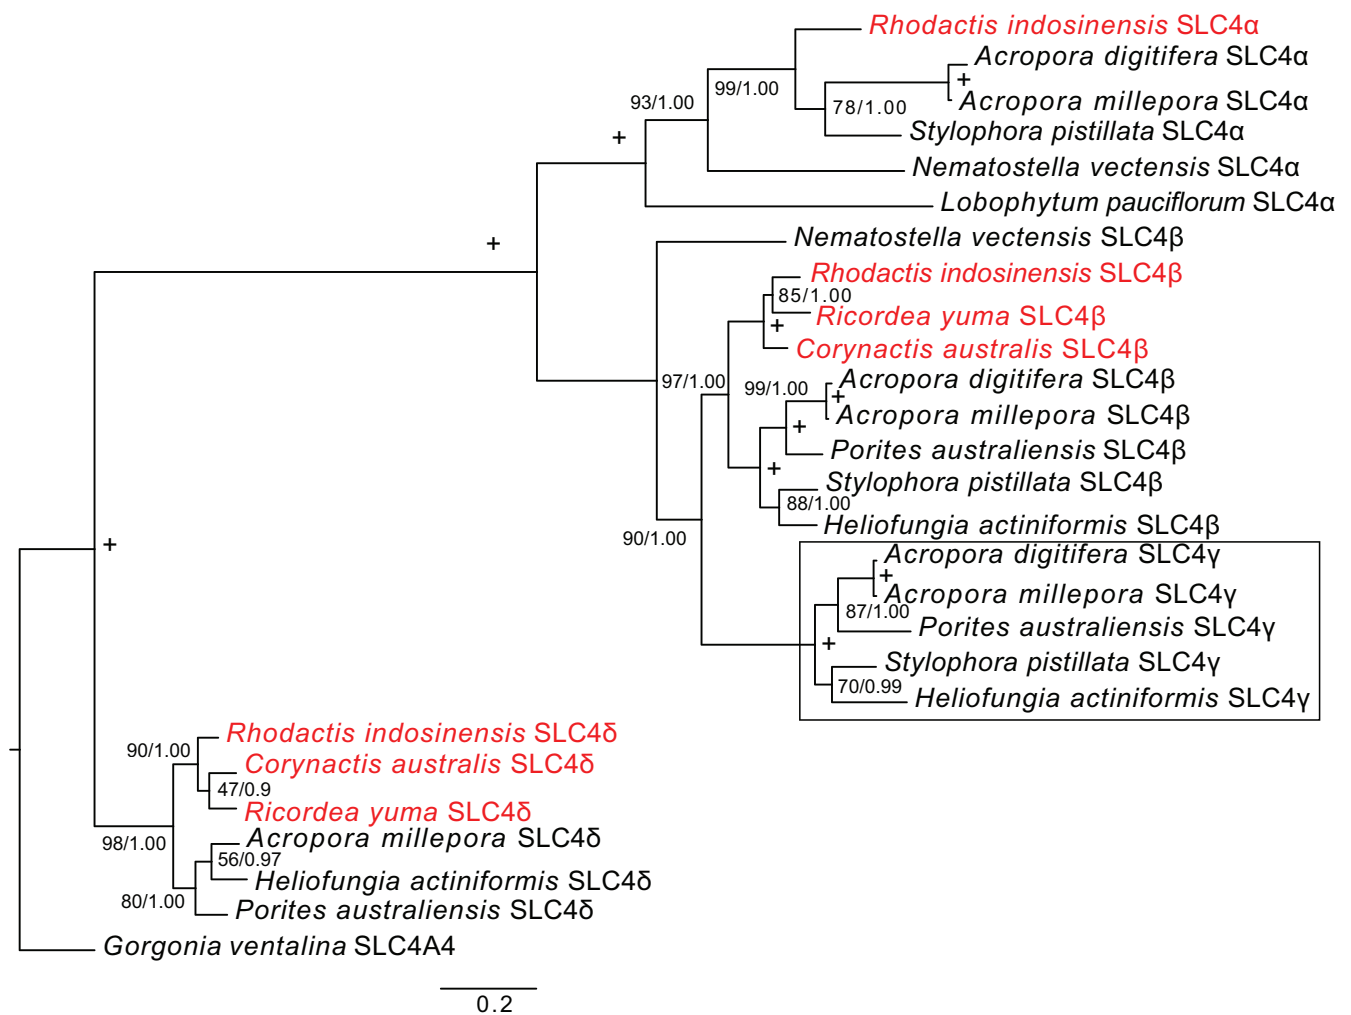 Rhodactis indosinensis SLC4α
Acropora digitifera SLC4α
+
99/1.00
93/1.00
Acropora millepora SLC4α
78/1.00
Stylophora pistillata SLC4α
+
Nematostella vectensis SLC4α
Lobophytum pauciflorum SLC4α
+
Nematostella vectensis SLC4β
Rhodactis indosinensis SLC4β
85/1.00
Ricordea yuma SLC4β
+
Corynactis australis SLC4β
97/1.00
99/1.00
Acropora digitifera SLC4β
+
Acropora millepora SLC4β
+
Porites australiensis SLC4β
+
Stylophora pistillata SLC4β
88/1.00
Heliofungia actiniformis SLC4β
90/1.00
+
Acropora digitifera SLC4γ
+
Acropora millepora SLC4γ
87/1.00
Porites australiensis SLC4γ
+
Stylophora pistillata SLC4γ
70/0.99
Heliofungia actiniformis SLC4γ
Rhodactis indosinensis SLC4δ
90/1.00
Corynactis australis SLC4δ
47/0.9
Ricordea yuma SLC4δ
98/1.00
Acropora millepora SLC4δ
56/0.97
Heliofungia actiniformis SLC4δ
80/1.00
Porites australiensis SLC4δ
Gorgonia ventalina SLC4A4
0.2